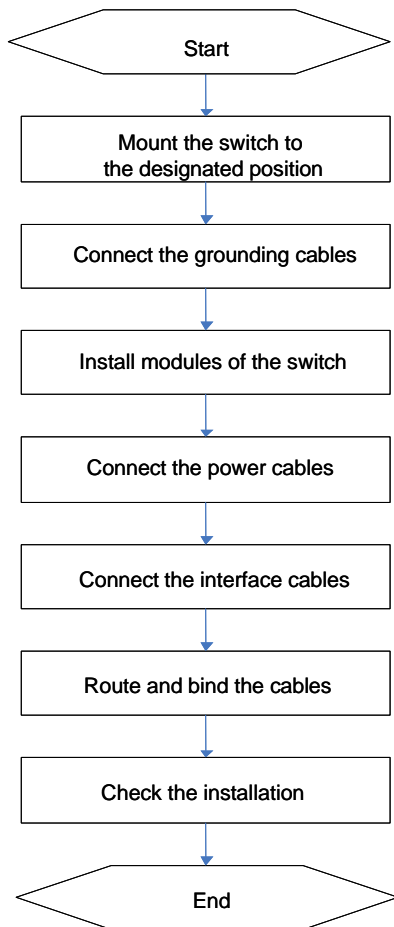 Start
Mount the switch to
the designated position
Connect the grounding cables
Install modules of the switch
Connect the power cables
Connect the interface cables
Route and bind the cables
Check the installation
End